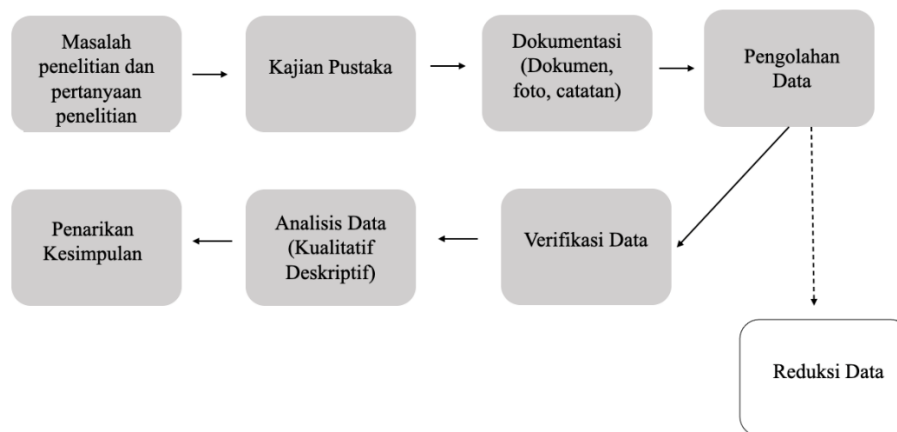 Masalah
penelitian dan
pertanyaan
penelitian
Kajian Pustaka
Dokumentasi
(Dokumen,
foto, catatan)
Pengolahan
Data
Penarikan
Kesimpulan
Analisis Data
(Kualitatif
Deskriptif)
Verifikasi Data
Reduksi Data